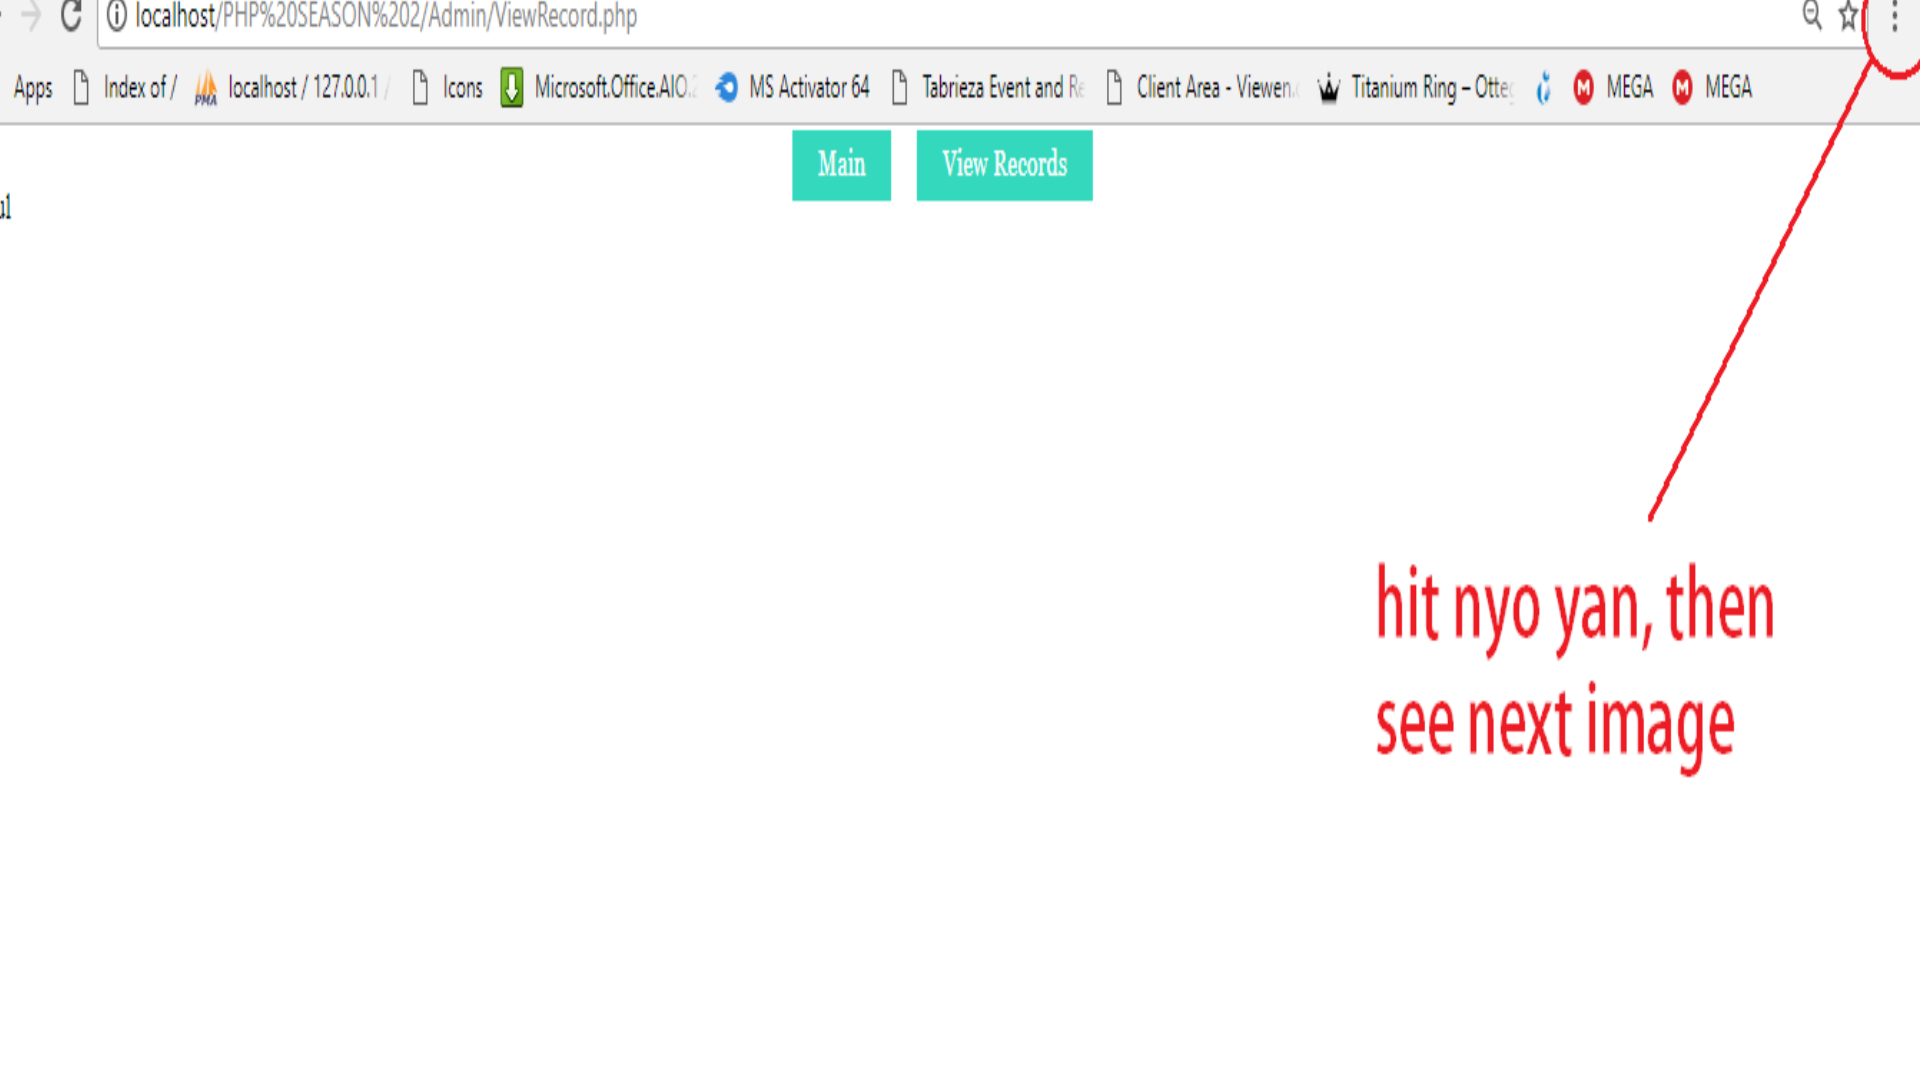 localhost/PHP%20SEASON%202/Admin/ViewRecord.php
Apps Index of / localhost / 127.0.0.1 / Icons Microsoft.Office.AIO. MS Activator 64 Tabrieza Event and Re Client Area - Viewen. Titanium Ring – Otte MEGA MEGA
Main View Records
ul
hit nyo yan, then
see next image